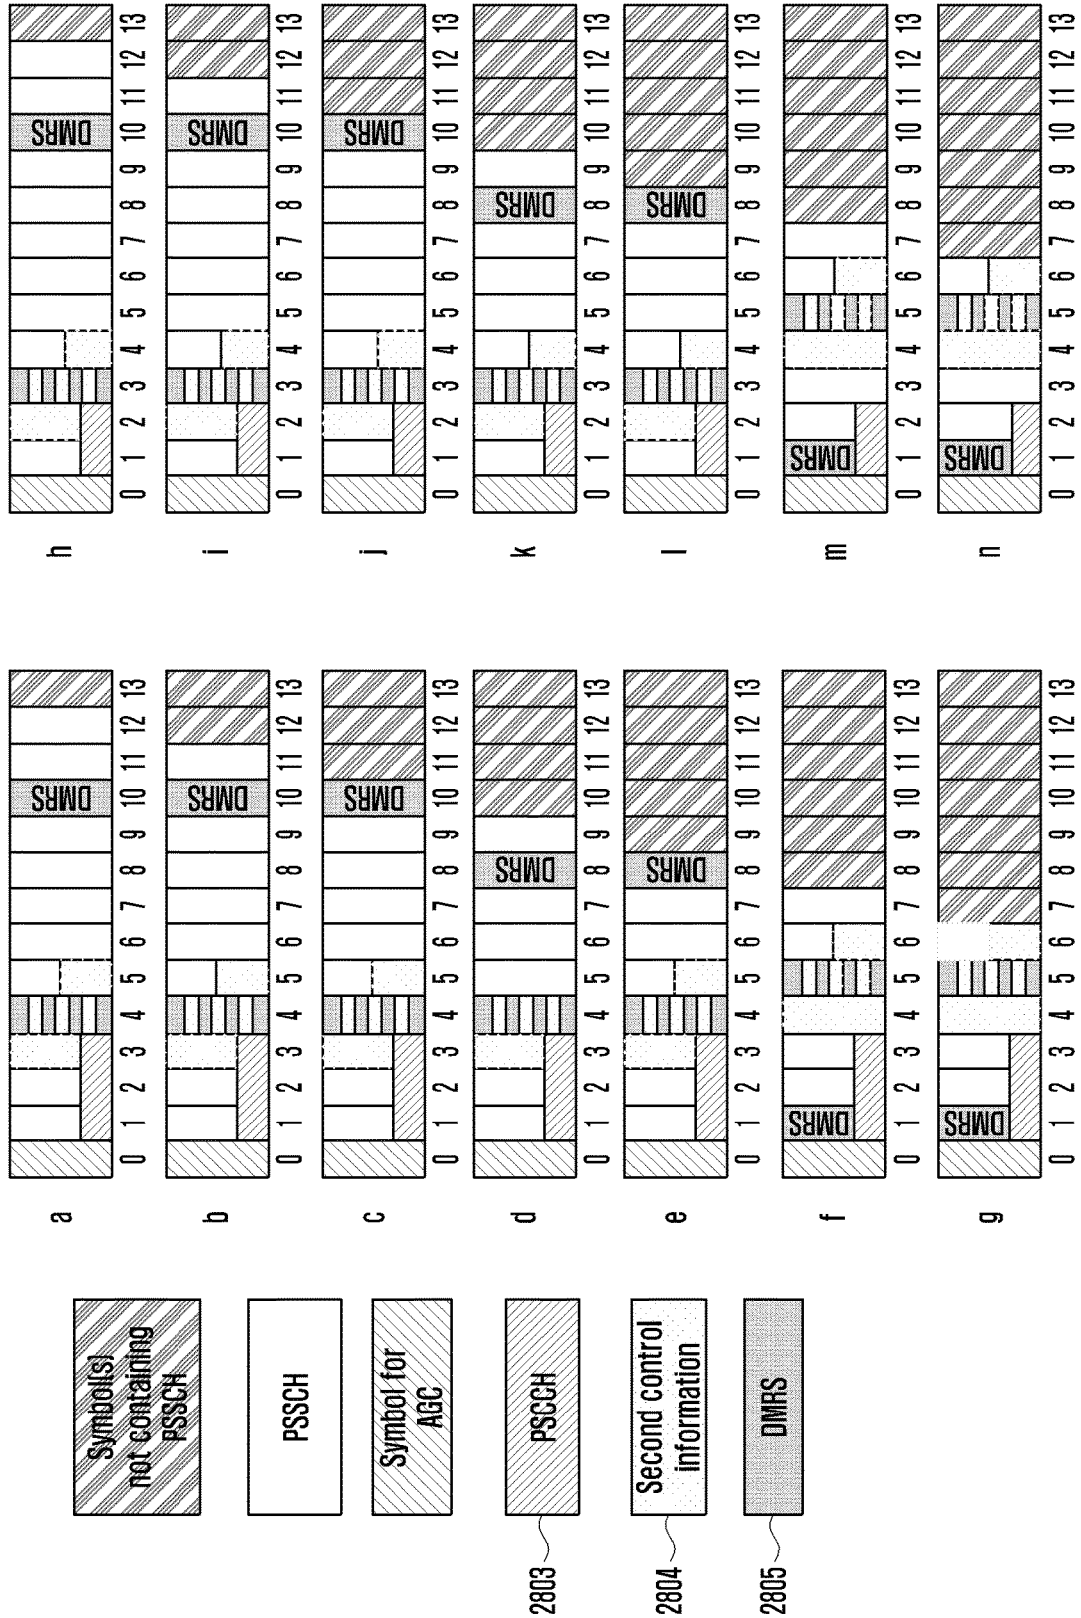 Symbol(s)
not containing
PSSCH
PSSCH
Symbol for
AGC
2803
PSCCH
2804
Second control
information
2805
DMRS
a
DMRS
0 1 2 3 4 5 6 7 8 9 10 11 12 13
b
DMRS
0 1 2 3 4 5 6 7 8 9 10 11 12 13
c
DMRS
0 1 2 3 4 5 6 7 8 9 10 11 12 13
d
DMRS
0 1 2 3 4 5 6 7 8 9 10 11 12 13
e
DMRS
0 1 2 3 4 5 6 7 8 9 10 11 12 13
f
DMRS
0 1 2 3 4 5 6 7 8 9 10 11 12 13
g
DMRS
0 1 2 3 4 5 6 7 8 9 10 11 12 13
h
DMRS
0 1 2 3 4 5 6 7 8 9 10 11 12 13
i
DMRS
0 1 2 3 4 5 6 7 8 9 10 11 12 13
j
DMRS
0 1 2 3 4 5 6 7 8 9 10 11 12 13
k
DMRS
0 1 2 3 4 5 6 7 8 9 10 11 12 13
l
DMRS
0 1 2 3 4 5 6 7 8 9 10 11 12 13
m
DMRS
0 1 2 3 4 5 6 7 8 9 10 11 12 13
n
DMRS
0 1 2 3 4 5 6 7 8 9 10 11 12 13